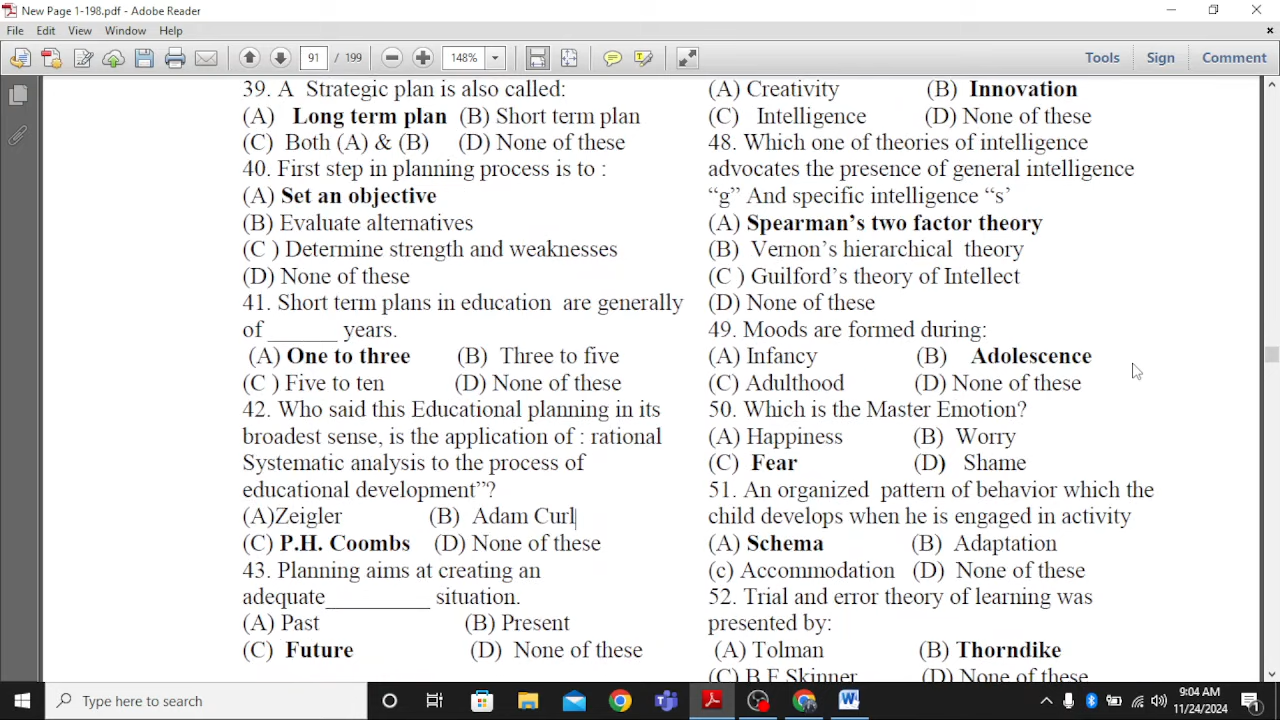 New Page 1-198.pdf - Adobe Reader
File Edit View Window Help
91 / 199 148% Tools Sign Comment
39. A Strategic plan is also called:
(A) Long term plan (B) Short term plan
(C) Both (A) & (B) (D) None of these
40. First step in planning process is to :
(A) Set an objective
(B) Evaluate alternatives
(C ) Determine strength and weaknesses
(D) None of these
41. Short term plans in education are generally
of ______ years.
(A) One to three (B) Three to five
(C ) Five to ten (D) None of these
42. Who said this Educational planning in its
broadest sense, is the application of : rational
Systematic analysis to the process of
educational development”?
(A)Zeigler (B) Adam Curl
(C) P.H. Coombs (D) None of these
43. Planning aims at creating an
adequate_________ situation.
(A) Past (B) Present
(C) Future (D) None of these
(A) Creativity (B) Innovation
(C) Intelligence (D) None of these
48. Which one of theories of intelligence
advocates the presence of general intelligence
“g” And specific intelligence “s’
(A) Spearman’s two factor theory
(B) Vernon’s hierarchical theory
(C ) Guilford’s theory of Intellect
(D) None of these
49. Moods are formed during:
(A) Infancy (B) Adolescence
(C) Adulthood (D) None of these
50. Which is the Master Emotion?
(A) Happiness (B) Worry
(C) Fear (D) Shame
51. An organized pattern of behavior which the
child develops when he is engaged in activity
(A) Schema (B) Adaptation
(c) Accommodation (D) None of these
52. Trial and error theory of learning was
presented by:
(A) Tolman (B) Thorndike
(C) B F Skinner (D) None of these
Type here to search
9:04 AM
11/24/2024